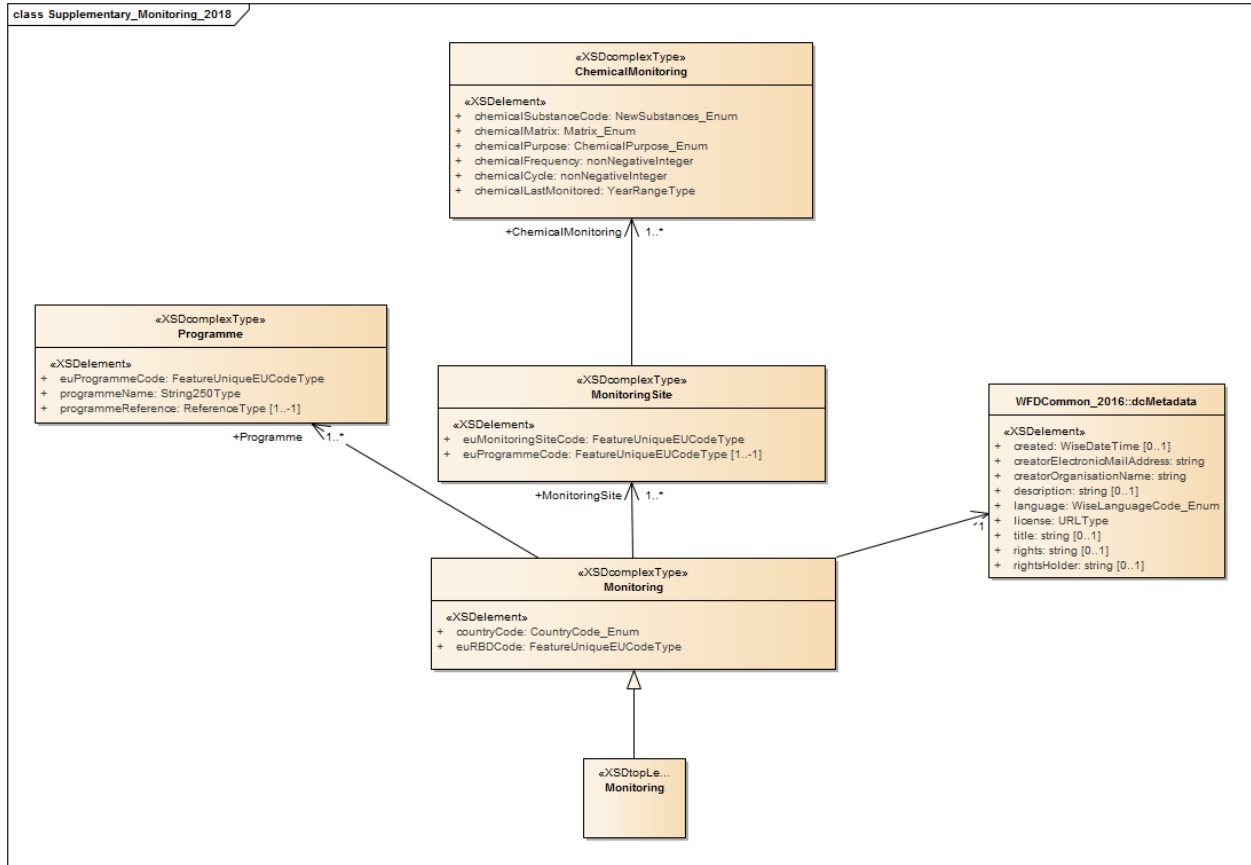 class Supplementary_Monitoring_2018
«XSDcomplexType»
ChemicalMonitoring
«XSDelement»
+ chemicalSubstanceCode: NewSubstances_Enum
+ chemicalMatrix: Matrix_Enum
+ chemicalPurpose: ChemicalPurpose_Enum
+ chemicalFrequency: nonNegativeInteger
+ chemicalCycle: nonNegativeInteger
+ chemicalLastMonitored: YearRangeType
+ChemicalMonitoring 1..*
«XSDcomplexType»
Programme
«XSDelement»
+ euProgrammeCode: FeatureUniqueEUCodeType
+ programmeName: String250Type
+ programmeReference: ReferenceType [1..-1]
+Programme 1..*
«XSDcomplexType»
MonitoringSite
«XSDelement»
+ euMonitoringSiteCode: FeatureUniqueEUCodeType
+ euProgrammeCode: FeatureUniqueEUCodeType [1..-1]
+MonitoringSite 1..*
WFDCommon_2016::dcMetadata
«XSDelement»
+ created: WiseDateTime [0..1]
+ creatorElectronicMailAddress: string
+ creatorOrganisationName: string
+ description: string [0..1]
+ language: WiseLanguageCode_Enum
+ license: URLType
+ title: string [0..1]
+ rights: string [0..1]
+ rightsHolder: string [0..1]
1
«XSDcomplexType»
Monitoring
«XSDelement»
+ countryCode: CountryCode_Enum
+ euRBDCode: FeatureUniqueEUCodeType
«XSDtopLe...
Monitoring